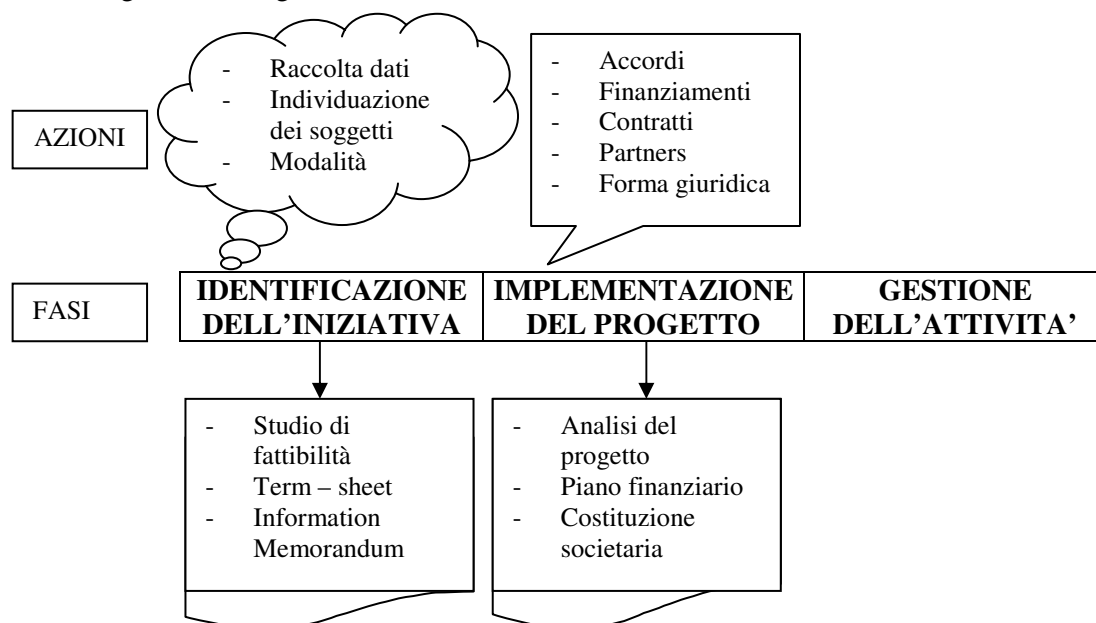 - Raccolta dati
- Individuazione
dei soggetti
- Modalità
- Accordi
- Finanziamenti
- Contratti
- Partners
- Forma giuridica
AZIONI
FASI
IDENTIFICAZIONE
DELL'INIZIATIVA
IMPLEMENTAZIONE
DEL PROGETTO
GESTIONE
DELL'ATTIVITA'
- Studio di
fattibilità
- Term – sheet
- Information
Memorandum
- Analisi del
progetto
- Piano finanziario
- Costituzione
societaria